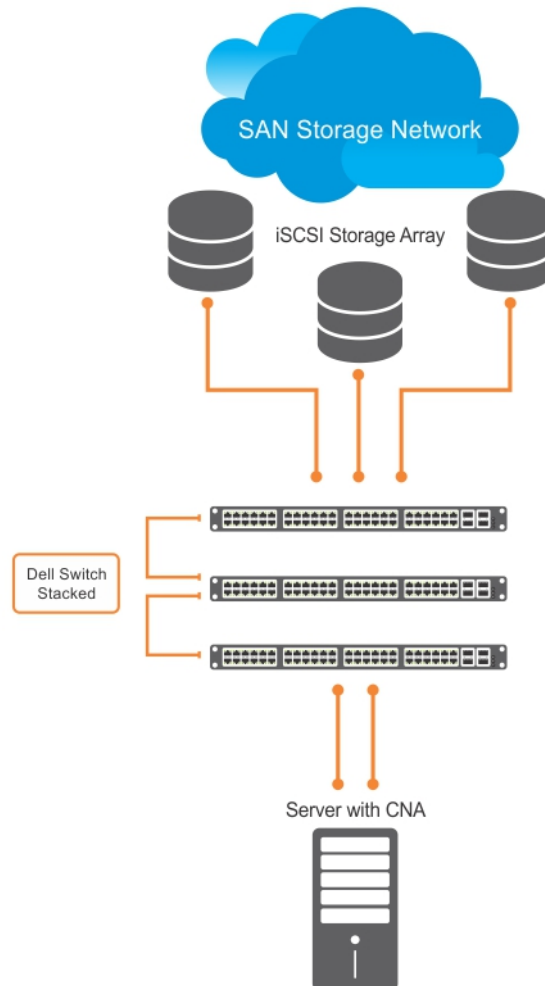 SAN Storage Network
iSCSI Storage Array
Dell Switch
Stacked
Server with CNA